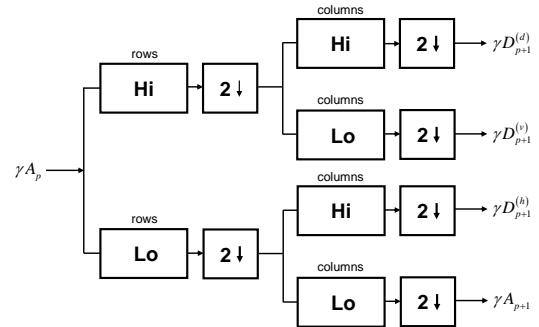 columns
Hi
2↓
γD_{p+1}^{(d)}
rows
Hi
2↓
columns
Lo
2↓
γD_{p+1}^{(v)}
γA_p
columns
Hi
2↓
γD_{p+1}^{(h)}
rows
Lo
2↓
columns
Lo
2↓
γA_{p+1}